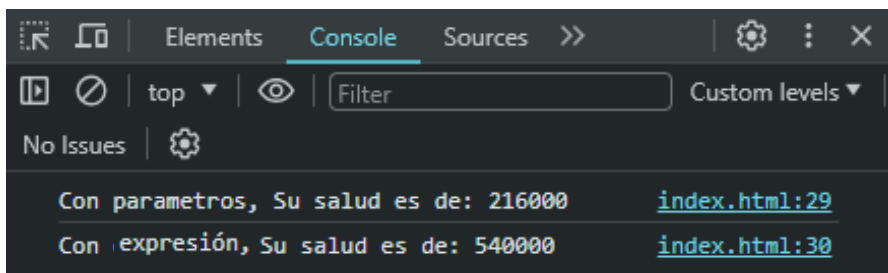 Elements Console Sources >>
top ▼ Filter Custom levels ▼
No Issues
Con parametros, Su salud es de: 216000 index.html:29
Con expresión, Su salud es de: 540000 index.html:30